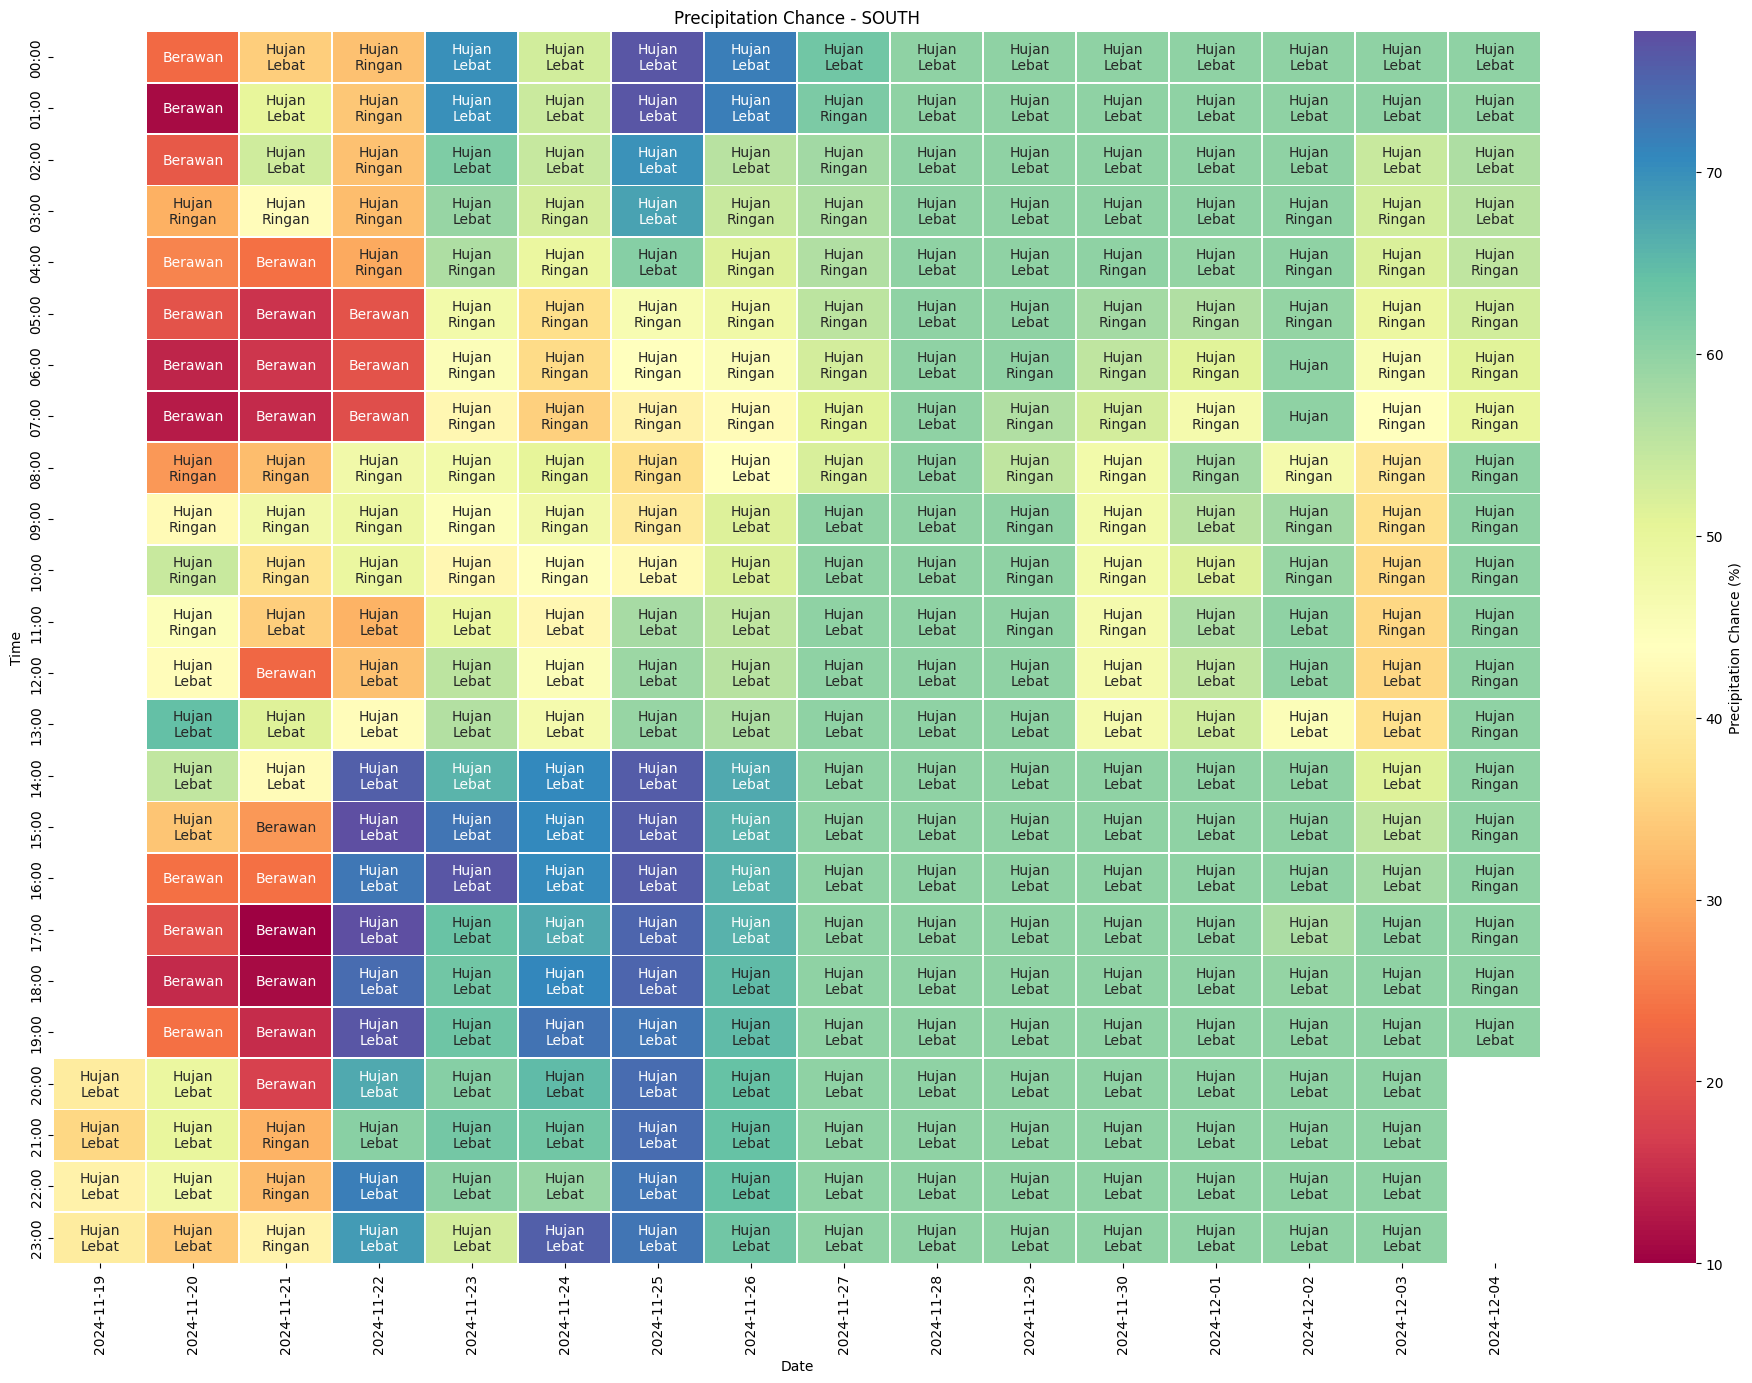 Precipitation Chance - SOUTH
Time
00:00 Berawan Hujan Lebat Hujan Ringan Hujan Lebat Hujan Lebat Hujan Lebat Hujan Lebat Hujan Lebat Hujan Lebat Hujan Lebat Hujan Lebat Hujan Lebat Hujan Lebat Hujan Lebat Hujan Lebat
01:00 Berawan Hujan Lebat Hujan Ringan Hujan Lebat Hujan Lebat Hujan Lebat Hujan Lebat Hujan Ringan Hujan Lebat Hujan Lebat Hujan Lebat Hujan Lebat Hujan Lebat Hujan Lebat Hujan Lebat
02:00 Berawan Hujan Lebat Hujan Ringan Hujan Lebat Hujan Lebat Hujan Lebat Hujan Lebat Hujan Ringan Hujan Lebat Hujan Lebat Hujan Lebat Hujan Lebat Hujan Lebat Hujan Lebat Hujan Lebat
03:00 Hujan Ringan Hujan Ringan Hujan Ringan Hujan Lebat Hujan Ringan Hujan Lebat Hujan Ringan Hujan Ringan Hujan Lebat Hujan Lebat Hujan Lebat Hujan Lebat Hujan Ringan Hujan Ringan Hujan Lebat
04:00 Berawan Berawan Hujan Ringan Hujan Ringan Hujan Ringan Hujan Lebat Hujan Ringan Hujan Ringan Hujan Lebat Hujan Lebat Hujan Ringan Hujan Lebat Hujan Ringan Hujan Ringan Hujan Ringan
05:00 Berawan Berawan Berawan Hujan Ringan Hujan Ringan Hujan Ringan Hujan Ringan Hujan Ringan Hujan Lebat Hujan Lebat Hujan Ringan Hujan Ringan Hujan Ringan Hujan Ringan Hujan Ringan
06:00 Berawan Berawan Berawan Hujan Ringan Hujan Ringan Hujan Ringan Hujan Ringan Hujan Ringan Hujan Lebat Hujan Ringan Hujan Ringan Hujan Ringan Hujan Hujan Ringan Hujan Ringan
07:00 Berawan Berawan Berawan Hujan Ringan Hujan Ringan Hujan Ringan Hujan Ringan Hujan Ringan Hujan Lebat Hujan Ringan Hujan Ringan Hujan Ringan Hujan Hujan Ringan Hujan Ringan
08:00 Hujan Ringan Hujan Ringan Hujan Ringan Hujan Ringan Hujan Ringan Hujan Ringan Hujan Lebat Hujan Ringan Hujan Lebat Hujan Ringan Hujan Ringan Hujan Ringan Hujan Ringan Hujan Ringan Hujan Ringan
09:00 Hujan Ringan Hujan Ringan Hujan Ringan Hujan Ringan Hujan Ringan Hujan Ringan Hujan Lebat Hujan Lebat Hujan Lebat Hujan Ringan Hujan Ringan Hujan Lebat Hujan Ringan Hujan Ringan Hujan Ringan
10:00 Hujan Ringan Hujan Ringan Hujan Ringan Hujan Ringan Hujan Ringan Hujan Lebat Hujan Lebat Hujan Lebat Hujan Lebat Hujan Ringan Hujan Ringan Hujan Lebat Hujan Ringan Hujan Ringan Hujan Ringan
11:00 Hujan Ringan Hujan Lebat Hujan Lebat Hujan Lebat Hujan Lebat Hujan Lebat Hujan Lebat Hujan Lebat Hujan Lebat Hujan Ringan Hujan Ringan Hujan Lebat Hujan Lebat Hujan Ringan Hujan Ringan
12:00 Hujan Lebat Berawan Hujan Lebat Hujan Lebat Hujan Lebat Hujan Lebat Hujan Lebat Hujan Lebat Hujan Lebat Hujan Lebat Hujan Lebat Hujan Lebat Hujan Lebat Hujan Lebat Hujan Ringan
13:00 Hujan Lebat Hujan Lebat Hujan Lebat Hujan Lebat Hujan Lebat Hujan Lebat Hujan Lebat Hujan Lebat Hujan Lebat Hujan Lebat Hujan Lebat Hujan Lebat Hujan Lebat Hujan Lebat Hujan Ringan
14:00 Hujan Lebat Hujan Lebat Hujan Lebat Hujan Lebat Hujan Lebat Hujan Lebat Hujan Lebat Hujan Lebat Hujan Lebat Hujan Lebat Hujan Lebat Hujan Lebat Hujan Lebat Hujan Lebat Hujan Ringan
15:00 Hujan Lebat Berawan Hujan Lebat Hujan Lebat Hujan Lebat Hujan Lebat Hujan Lebat Hujan Lebat Hujan Lebat Hujan Lebat Hujan Lebat Hujan Lebat Hujan Lebat Hujan Lebat Hujan Ringan
16:00 Berawan Berawan Hujan Lebat Hujan Lebat Hujan Lebat Hujan Lebat Hujan Lebat Hujan Lebat Hujan Lebat Hujan Lebat Hujan Lebat Hujan Lebat Hujan Lebat Hujan Lebat Hujan Ringan
17:00 Berawan Berawan Hujan Lebat Hujan Lebat Hujan Lebat Hujan Lebat Hujan Lebat Hujan Lebat Hujan Lebat Hujan Lebat Hujan Lebat Hujan Lebat Hujan Lebat Hujan Lebat Hujan Ringan
18:00 Berawan Berawan Hujan Lebat Hujan Lebat Hujan Lebat Hujan Lebat Hujan Lebat Hujan Lebat Hujan Lebat Hujan Lebat Hujan Lebat Hujan Lebat Hujan Lebat Hujan Lebat Hujan Ringan
19:00 Berawan Berawan Hujan Lebat Hujan Lebat Hujan Lebat Hujan Lebat Hujan Lebat Hujan Lebat Hujan Lebat Hujan Lebat Hujan Lebat Hujan Lebat Hujan Lebat Hujan Lebat Hujan Lebat
20:00 Hujan Lebat Hujan Lebat Berawan Hujan Lebat Hujan Lebat Hujan Lebat Hujan Lebat Hujan Lebat Hujan Lebat Hujan Lebat Hujan Lebat Hujan Lebat Hujan Lebat Hujan Lebat Hujan Lebat
21:00 Hujan Lebat Hujan Lebat Hujan Ringan Hujan Lebat Hujan Lebat Hujan Lebat Hujan Lebat Hujan Lebat Hujan Lebat Hujan Lebat Hujan Lebat Hujan Lebat Hujan Lebat Hujan Lebat Hujan Lebat
22:00 Hujan Lebat Hujan Lebat Hujan Ringan Hujan Lebat Hujan Lebat Hujan Lebat Hujan Lebat Hujan Lebat Hujan Lebat Hujan Lebat Hujan Lebat Hujan Lebat Hujan Lebat Hujan Lebat Hujan Lebat
23:00 Hujan Lebat Hujan Lebat Hujan Ringan Hujan Lebat Hujan Lebat Hujan Lebat Hujan Lebat Hujan Lebat Hujan Lebat Hujan Lebat Hujan Lebat Hujan Lebat Hujan Lebat Hujan Lebat Hujan Lebat
2024-11-19 2024-11-20 2024-11-21 2024-11-22 2024-11-23 2024-11-24 2024-11-25 2024-11-26 2024-11-27 2024-11-28 2024-11-29 2024-11-30 2024-12-01 2024-12-02 2024-12-03 2024-12-04
Date
70
60
50
40
30
20
10
Precipitation Chance (%)